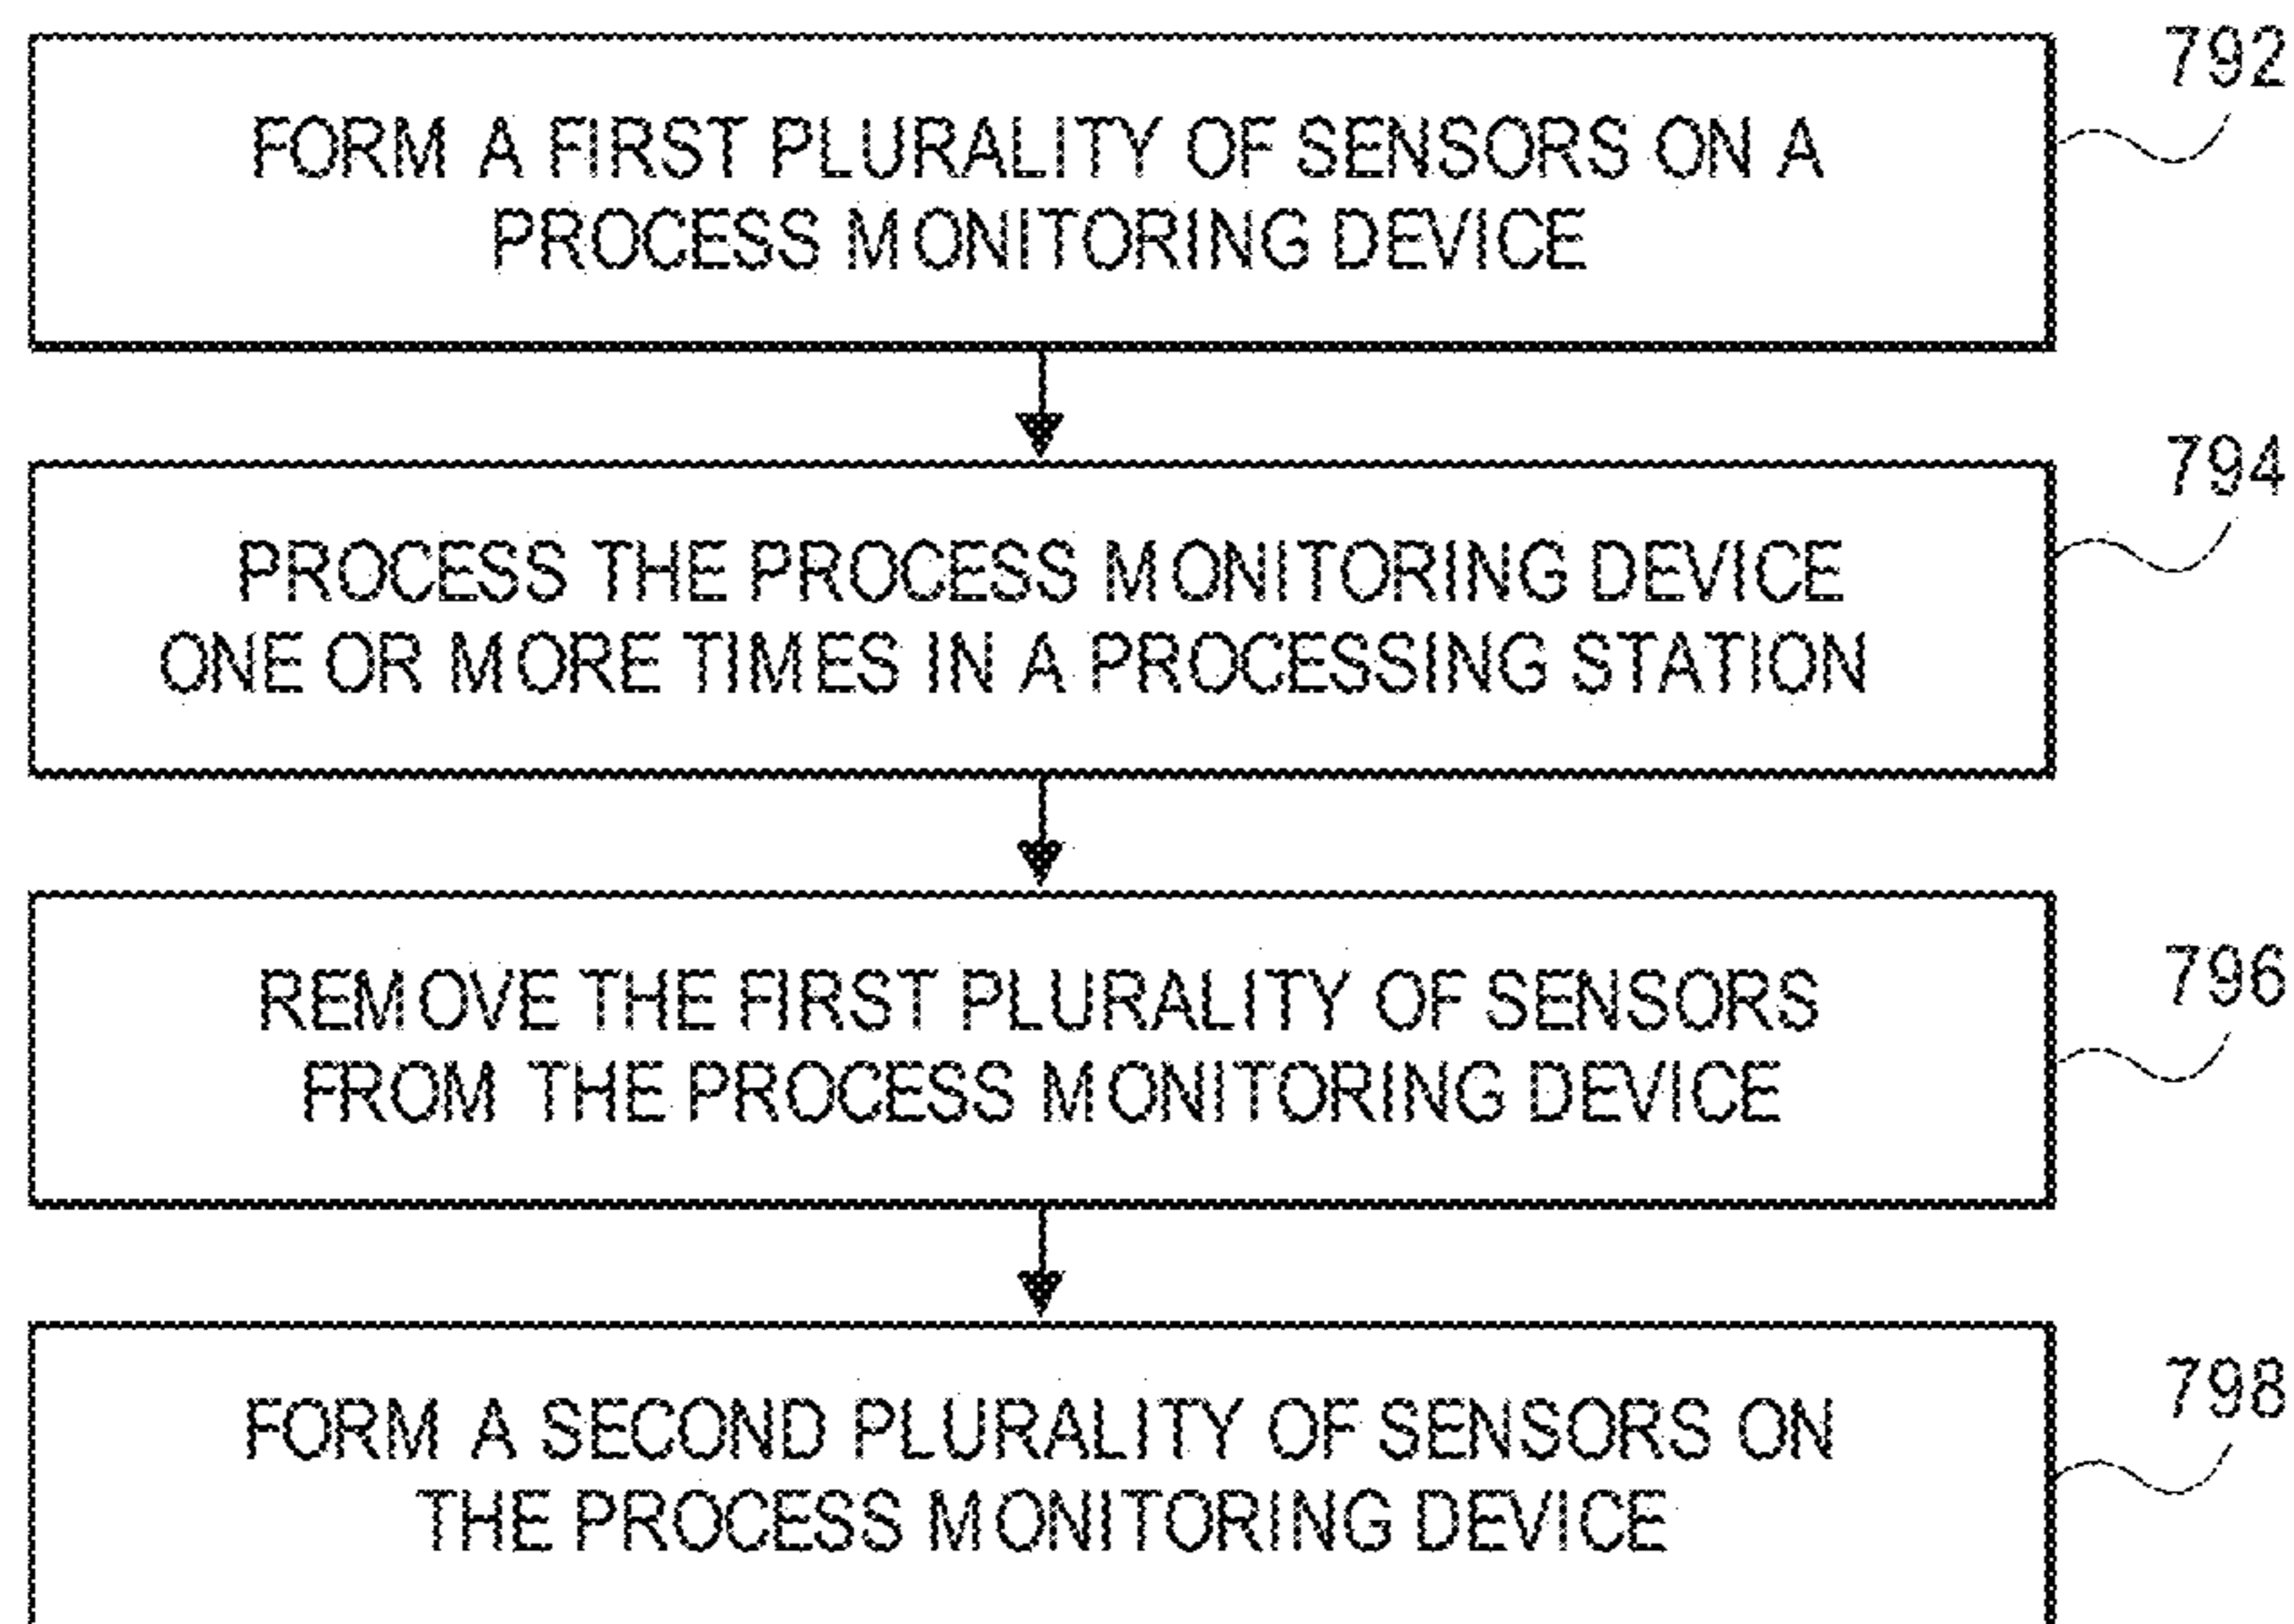 792
FORM A FIRST PLURALITY OF SENSORS ON A
PROCESS MONITORING DEVICE
794
PROCESS THE PROCESS MONITORING DEVICE
ONE OR MORE TIMES IN A PROCESSING STATION
796
REMOVE THE FIRST PLURALITY OF SENSORS
FROM THE PROCESS MONITORING DEVICE
798
FORM A SECOND PLURALITY OF SENSORS ON
THE PROCESS MONITORING DEVICE